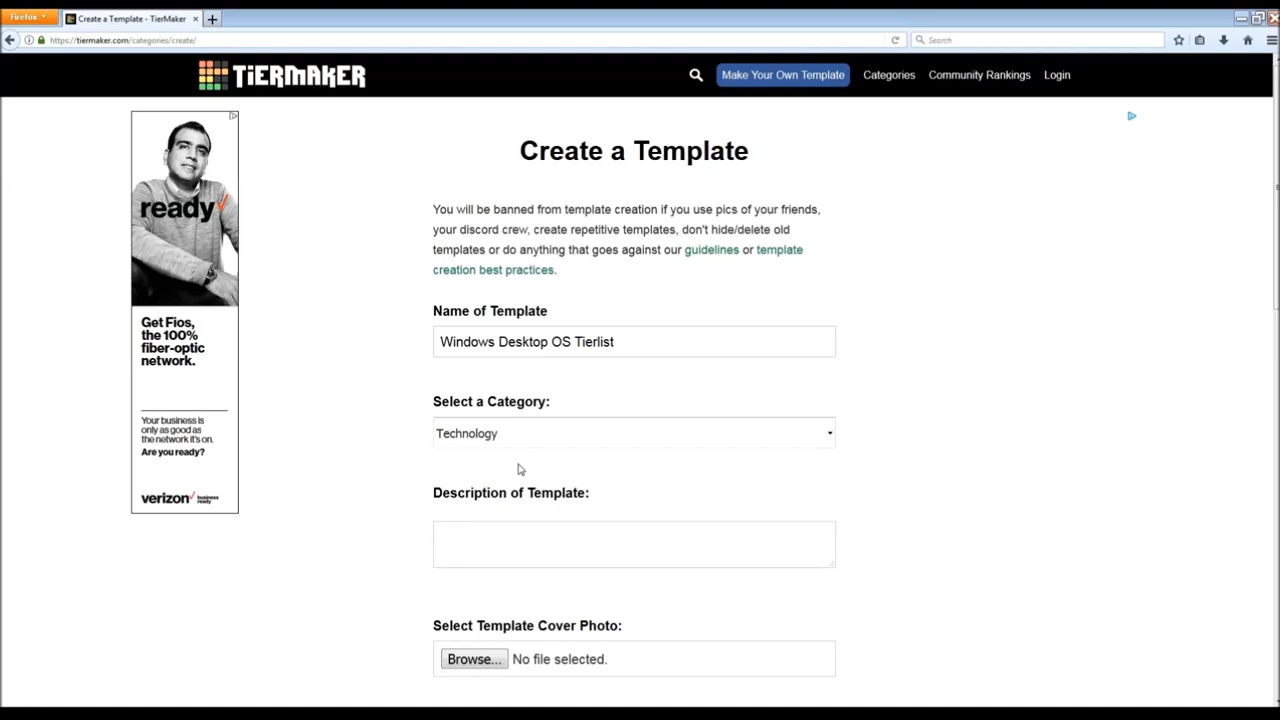 Firefox
Create a Template - TierMaker
https://tiermaker.com/categories/create/
Search
TiERMAKER
Make Your Own Template
Categories
Community Rankings
Login
ready
Get Fios,
the 100%
fiber-optic
network.
Your business is
only as good as
the network it's on.
Are you ready?
verizon
business
ready
Create a Template
You will be banned from template creation if you use pics of your friends,
your discord crew, create repetitive templates, don't hide/delete old
templates or do anything that goes against our guidelines or template
creation best practices.
Name of Template
Windows Desktop OS Tierlist
Select a Category:
Technology
Description of Template:
Select Template Cover Photo:
Browse... No file selected.